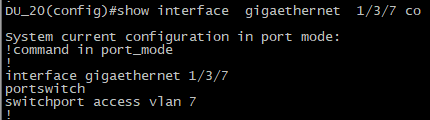 DU_20(config)#show interface  gigaethernet  1/3/7 co
System current configuration in port mode:
!command in port_mode
!
interface gigaethernet 1/3/7
portswitch
switchport access vlan 7
!